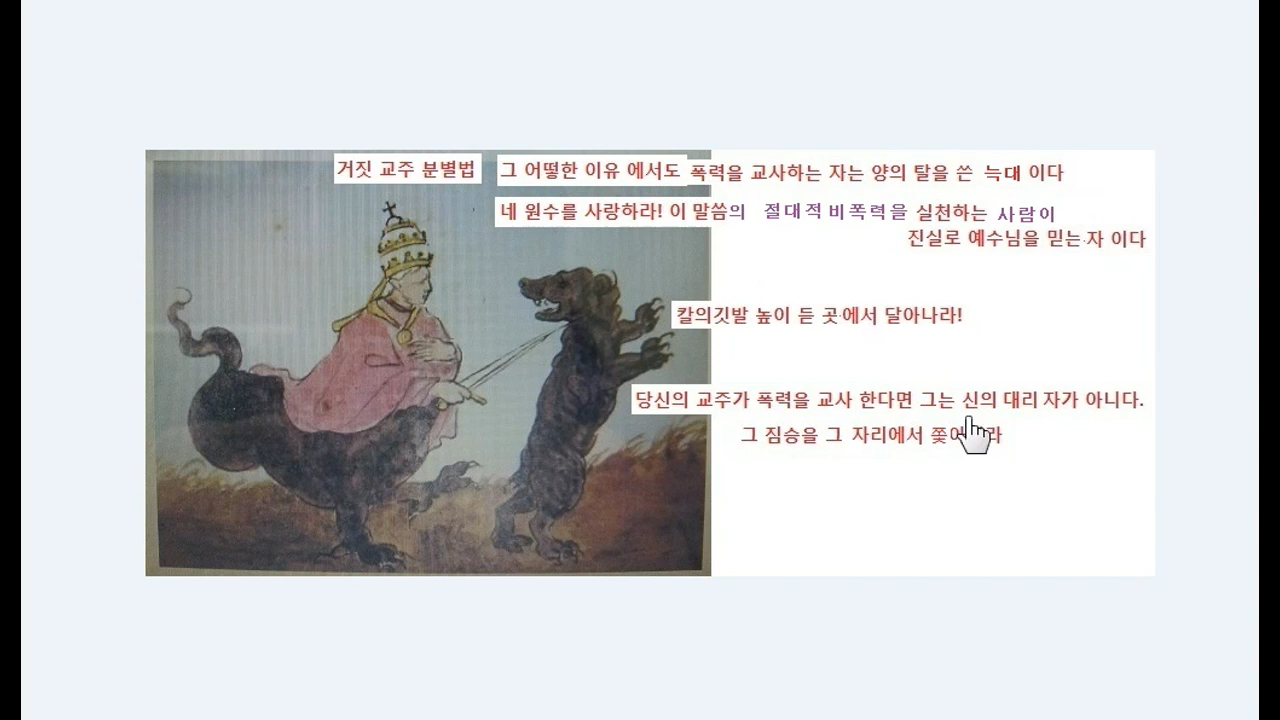 거짓 교주 분별법
그 어떻한 이유 에서도 폭력을 교사하는 자는 양의 탈을 쓴 늑대 이다
네 원수를 사랑하라! 이 말씀의 절대적 비폭력을 실천하는 사람이
진실로 예수님을 믿는 자 이다
칼의깃발 높이 듣 곳에서 달아나라!
당신의 교주가 폭력을 교사 한다면 그는 신의 대리 자가 아니다.
그 짐승을 그 자리에서